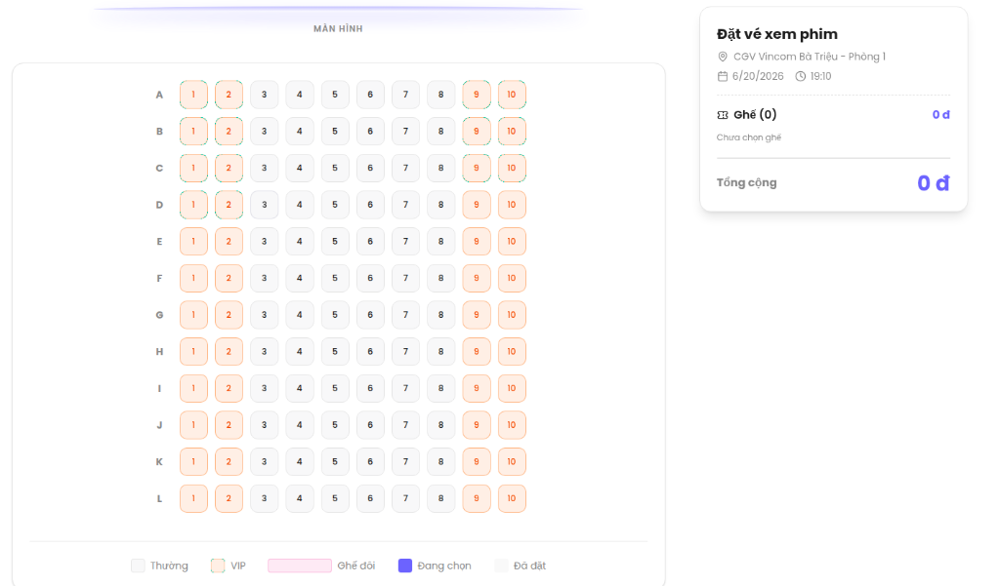 MÀN HÌNH
A 1 2 3 4 5 6 7 8 9 10
B 1 2 3 4 5 6 7 8 9 10
C 1 2 3 4 5 6 7 8 9 10
D 1 2 3 4 5 6 7 8 9 10
E 1 2 3 4 5 6 7 8 9 10
F 1 2 3 4 5 6 7 8 9 10
G 1 2 3 4 5 6 7 8 9 10
H 1 2 3 4 5 6 7 8 9 10
I 1 2 3 4 5 6 7 8 9 10
J 1 2 3 4 5 6 7 8 9 10
K 1 2 3 4 5 6 7 8 9 10
L 1 2 3 4 5 6 7 8 9 10
Thường VIP Ghế đôi Đang chọn Đã đặt
Đặt vé xem phim
CGV Vincom Bà Triệu - Phòng 1
6/20/2026 19:10
Ghế (0) 0 đ
Chưa chọn ghế
Tổng cộng 0 đ